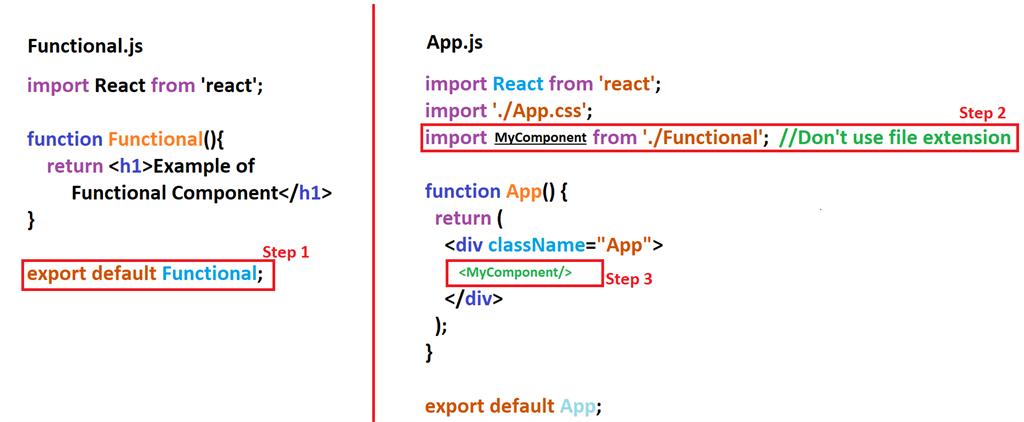 Functional.js
import React from 'react';
function Functional(){
return <h1>Example of
Functional Component</h1>
}
Step 1
export default Functional;
App.js
import React from 'react';
import './App.css';
Step 2
import MyComponent from './Functional'; //Don't use file extension
function App() {
return (
<div className="App">
<MyComponent/>
Step 3
</div>
);
}
export default App;